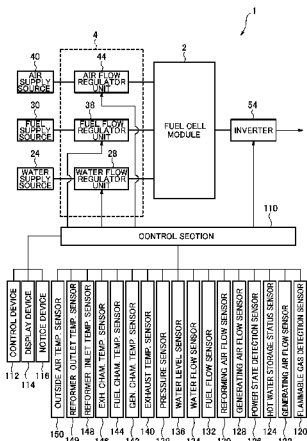 1
4
2
40
AIR SUPPLY
SOURCE
44
AIR FLOW
REGULATOR
UNIT
30
FUEL SUPPLY
SOURCE
38
FUEL FLOW
REGULATOR
UNIT
24
WATER SUPPLY
SOURCE
28
WATER FLOW
REGULATOR
UNIT
FUEL CELL
MODULE
54
INVERTER
110
CONTROL SECTION
CONTROL DEVICE
DISPLAY DEVICE
NOTICE DEVICE
OUTSIDE AIR TEMP. SENSOR
REFORMER OUTLET TEMP. SENSOR
REFORMER INLET TEMP. SENSOR
EXH CHAM. TEMP. SENSOR
FUEL CHAM. TEMP. SENSOR
GEN. CHAM. TEMP. SENSOR
EXHAUST TEMP. SENSOR
PRESSURE SENSOR
WATER LEVEL SENSOR
WATER FLOW SENSOR
FUEL FLOW SENSOR
REFORMING AIR FLOW SENSOR
GENERATING AIR FLOW SENSOR
POWER STATE DETECTION SENSOR
HOT WATER STORAGE STATUS SENSOR
GENERATING AIR FLOW SENSOR
FLAMMABLE GAS DETECTION SENSOR
112
116
148
144
140
136
132
128
124
120
114
150